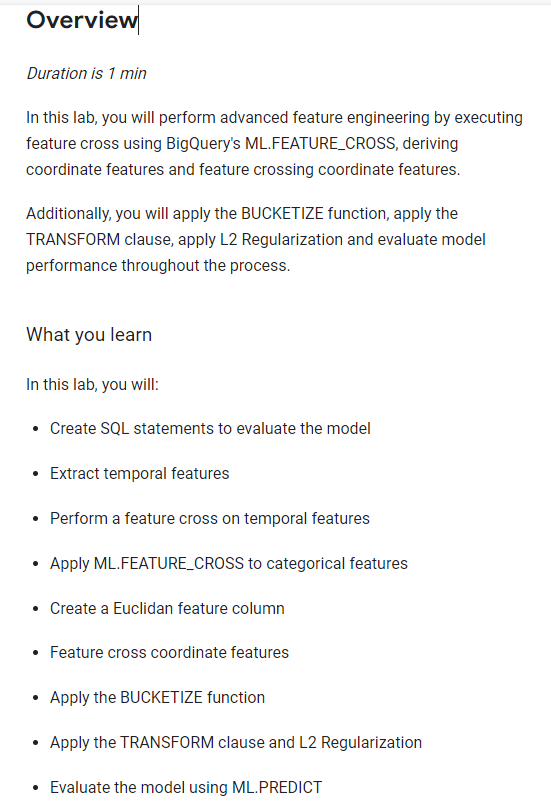 Overview
Duration is 1 min
In this lab, you will perform advanced feature engineering by executing
feature cross using BigQuery's ML.FEATURE_CROSS, deriving
coordinate features and feature crossing coordinate features.
Additionally, you will apply the BUCKETIZE function, apply the
TRANSFORM clause, apply L2 Regularization and evaluate model
performance throughout the process.
What you learn
In this lab, you will:
• Create SQL statements to evaluate the model
• Extract temporal features
• Perform a feature cross on temporal features
• Apply ML.FEATURE_CROSS to categorical features
• Create a Euclidan feature column
• Feature cross coordinate features
• Apply the BUCKETIZE function
• Apply the TRANSFORM clause and L2 Regularization
• Evaluate the model using ML.PREDICT